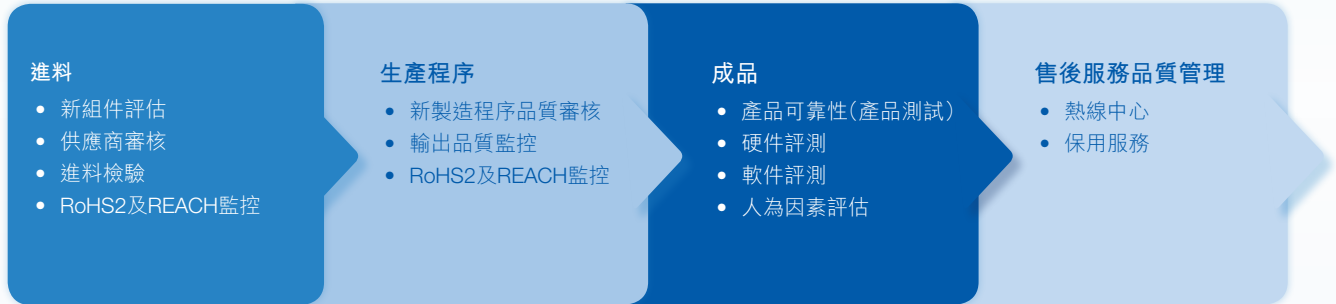 進料
• 新組件評估
• 供應商審核
• 進料檢驗
• RoHS2及REACH監控
生產程序
• 新製造程序品質審核
• 輸出品質監控
• RoHS2及REACH監控
成品
• 產品可靠性(產品測試)
• 硬件評測
• 軟件評測
• 人為因素評估
售後服務品質管理
• 熱線中心
• 保用服務